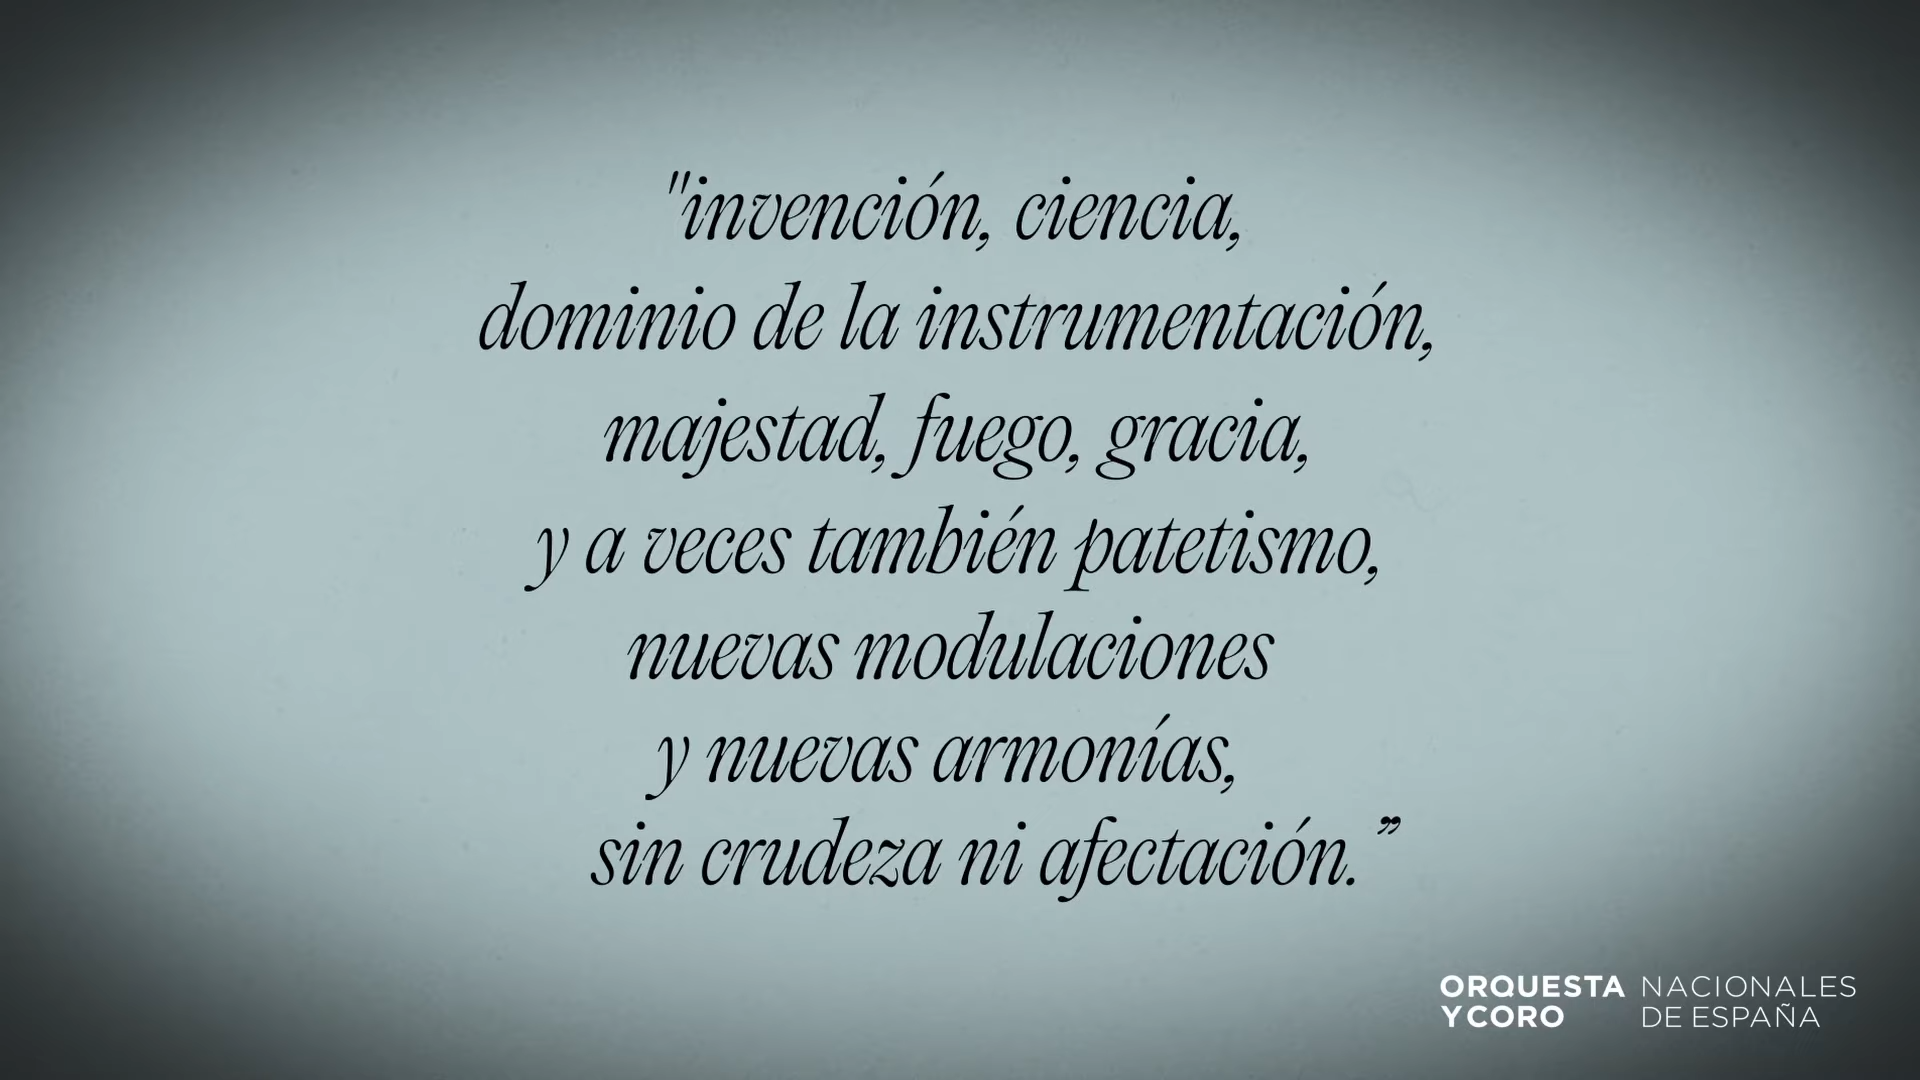 "invención, ciencia,
dominio de la instrumentación,
majestad, fuego, gracia,
y a veces también patetismo,
nuevas modulaciones
y nuevas armonías,
sin crudeza ni afectación.”
ORQUESTA NACIONALES
Y CORO DE ESPAÑA